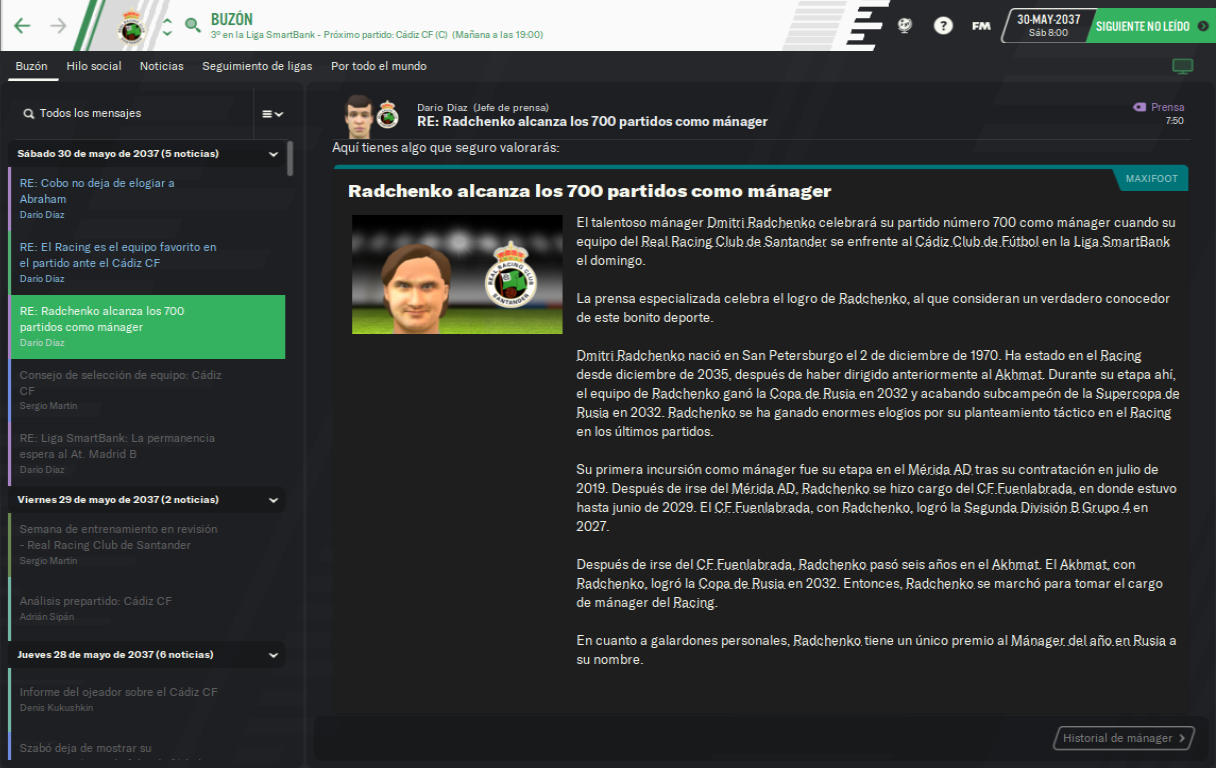 BUZÓN
3º en la Liga SmartBank - Próximo partido: Cádiz CF (C) (Mañana a las 19:00)
?
FM
30-MAY-2037
Sáb 8:00
SIGUIENTE NO LEÍDO
Buzón
Hilo social
Noticias
Seguimiento de ligas
Por todo el mundo
Todos los mensajes
Sábado 30 de mayo de 2037 (5 noticias)
RE: Cobo no deja de elogiar a
Abraham
Darío Díaz
RE: El Racing es el equipo favorito en
el partido ante el Cádiz CF
Darío Díaz
RE: Radchenko alcanza los 700
partidos como mánager
Darío Díaz
Consejo de selección de equipo: Cádiz
CF
Sergio Martín
RE: Liga SmartBank: La permanencia
espera al At. Madrid B
Darío Díaz
Viernes 29 de mayo de 2037 (2 noticias)
Semana de entrenamiento en revisión
- Real Racing Club de Santander
Sergio Martín
Análisis prepartido: Cádiz CF
Adrián Sipán
Jueves 28 de mayo de 2037 (6 noticias)
Informe del ojeador sobre el Cádiz CF
Denis Kukushkin
Szabó deja de mostrar su
Darío Díaz (Jefe de prensa)
RE: Radchenko alcanza los 700 partidos como mánager
Prensa
7:50
Aquí tienes algo que seguro valorarás:
MAXIFOOT
Radchenko alcanza los 700 partidos como mánager
REAL RACING CLUB
SANTANDER
El talentoso mánager Dmitri Radchenko celebrará su partido número 700 como mánager cuando su
equipo del Real Racing Club de Santander se enfrente al Cádiz Club de Fútbol en la Liga SmartBank
el domingo.
La prensa especializada celebra el logro de Radchenko, al que consideran un verdadero conocedor
de este bonito deporte.
Dmitri Radchenko nació en San Petersburgo el 2 de diciembre de 1970. Ha estado en el Racing
desde diciembre de 2035, después de haber dirigido anteriormente al Akhmat. Durante su etapa ahí,
el equipo de Radchenko ganó la Copa de Rusia en 2032 y acabando subcampeón de la Supercopa de
Rusia en 2032. Radchenko se ha ganado enormes elogios por su planteamiento táctico en el Racing
en los últimos partidos.
Su primera incursión como mánager fue su etapa en el Mérida AD tras su contratación en julio de
2019. Después de irse del Mérida AD, Radchenko se hizo cargo del CF Fuenlabrada, en donde estuvo
hasta junio de 2029. El CF Fuenlabrada, con Radchenko, logró la Segunda División B Grupo 4 en
2027.
Después de irse del CF Fuenlabrada, Radchenko pasó seis años en el Akhmat. El Akhmat, con
Radchenko, logró la Copa de Rusia en 2032. Entonces, Radchenko se marchó para tomar el cargo
de mánager del Racing.
En cuanto a galardones personales, Radchenko tiene un único premio al Mánager del año en Rusia a
su nombre.
Historial de mánager